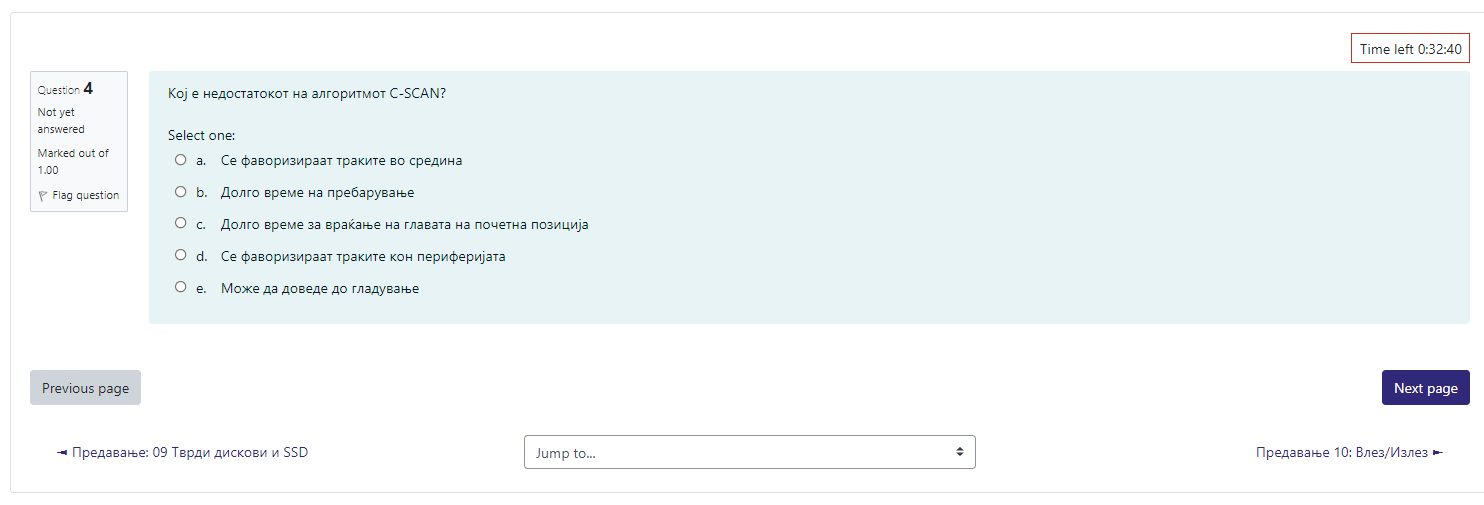 Time left 0:32:40
Question 4
Not yet
answered
Marked out of
1.00
Flag question
Кој е недостатокот на алгоритмот C-SCAN?
Select one:
a. Се фаворизираат траките во средина
b. Долго време на пребарување
c. Долго време за враќање на главата на почетна позиција
d. Се фаворизираат траките кон периферијата
e. Може да доведе до гладување
Previous page
Next page
◄ Предавање: 09 Тврди дискови и SSD
Jump to...
Предавање 10: Влез/Излез ►